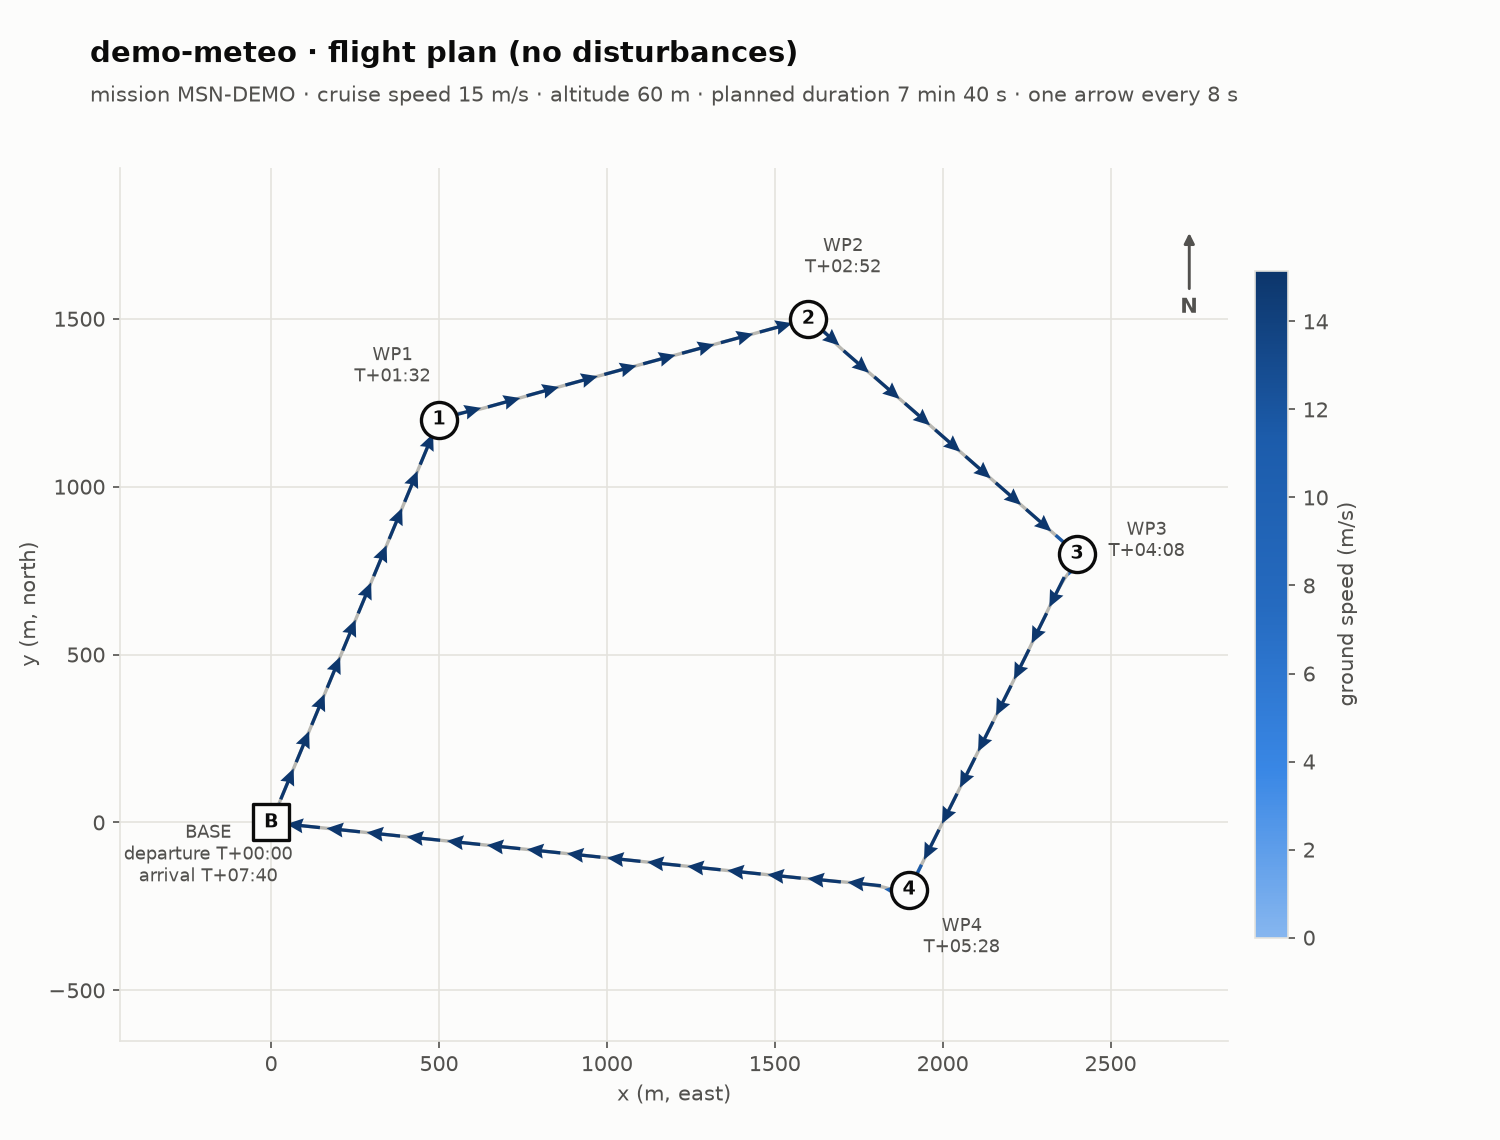 demo-meteo · flight plan (no disturbances)
mission MSN-DEMO · cruise speed 15 m/s · altitude 60 m · planned duration 7 min 40 s · one arrow every 8 s
WP2
T+02:52
N
1500
2
WP1
T+01:32
1
1000
WP3
T+04:08
3
500
0
B
BASE
departure T+00:00
arrival T+07:40
4
WP4
T+05:28
−500
0
500
1000
1500
2000
2500
x (m, east)
y (m, north)
14
12
10
8
6
4
2
0
ground speed (m/s)